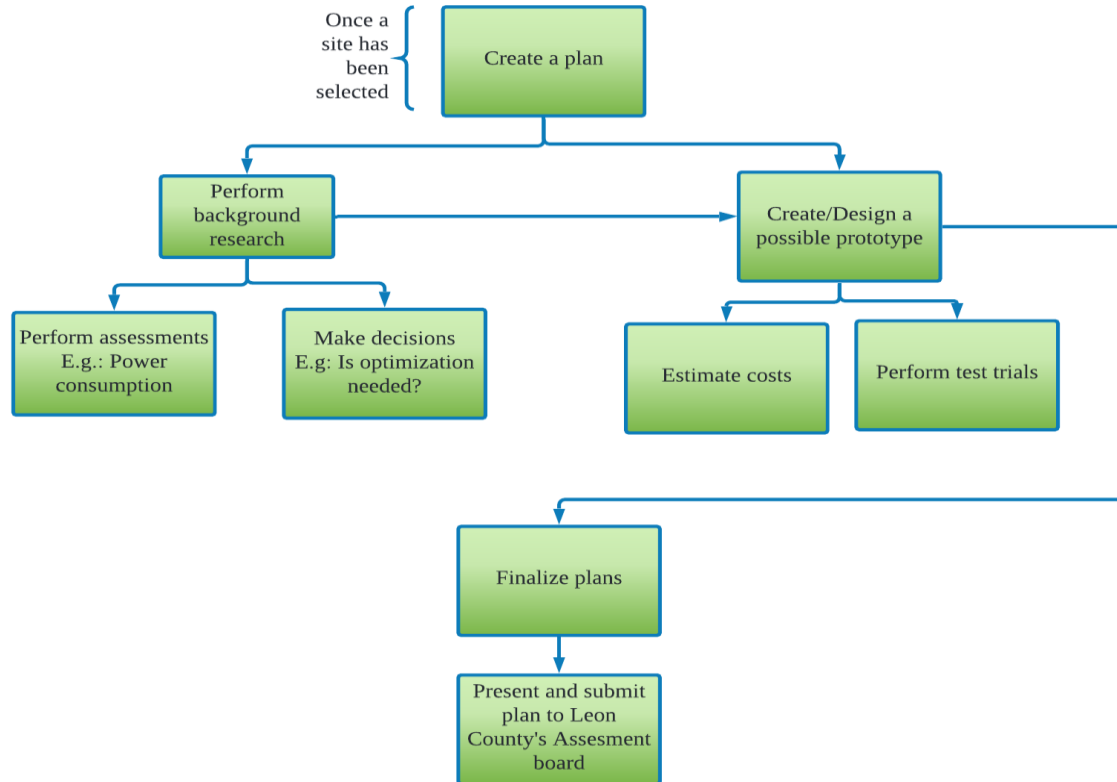 Once a
site has
been
selected
Create a plan
Perform
background
research
Create/Design a
possible prototype
Perform assessments
E.g.: Power
consumption
Make decisions
E.g: Is optimization
needed?
Estimate costs
Perform test trials
Finalize plans
Present and submit
plan to Leon
County's Assesment
board